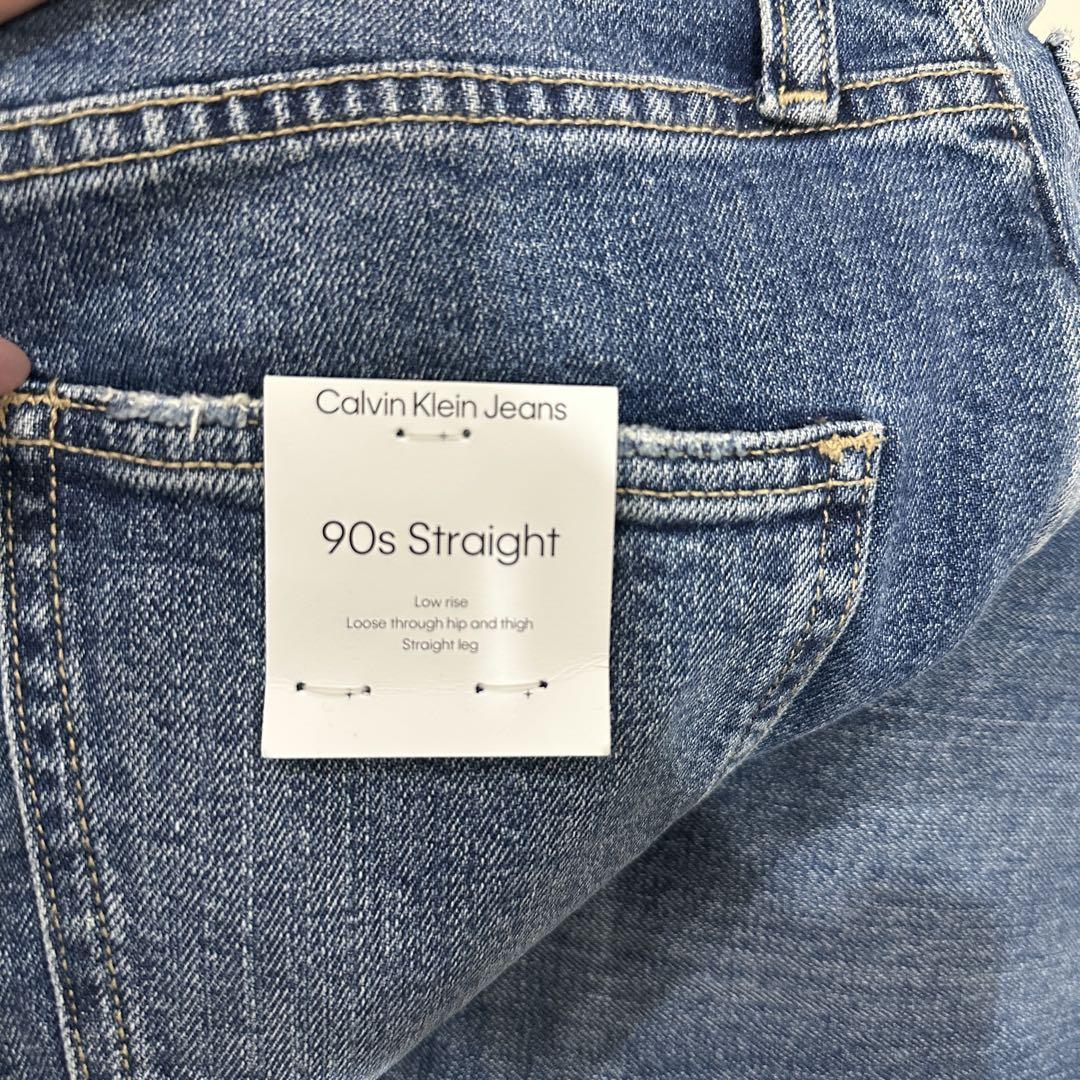 Calvin Klein Jeans
90s Straight
Low rise
Loose through hip and thigh
Straight leg